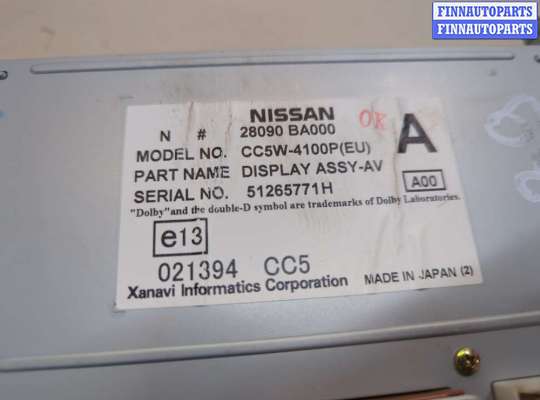 FINNAUTOPARTS
FINNAUTOPARTS
NISSAN
OK
A
N # 28090 BA000
MODEL NO. CC5W-4100P(EU)
PART NAME DISPLAY ASSY-AV
SERIAL NO. 51265771H
A00
"Dolby"and the double-D symbol are trademarks of Dolby Laboratories.
e13
021394 CC5
MADE IN JAPAN (2)
Xanavi Informatics Corporation